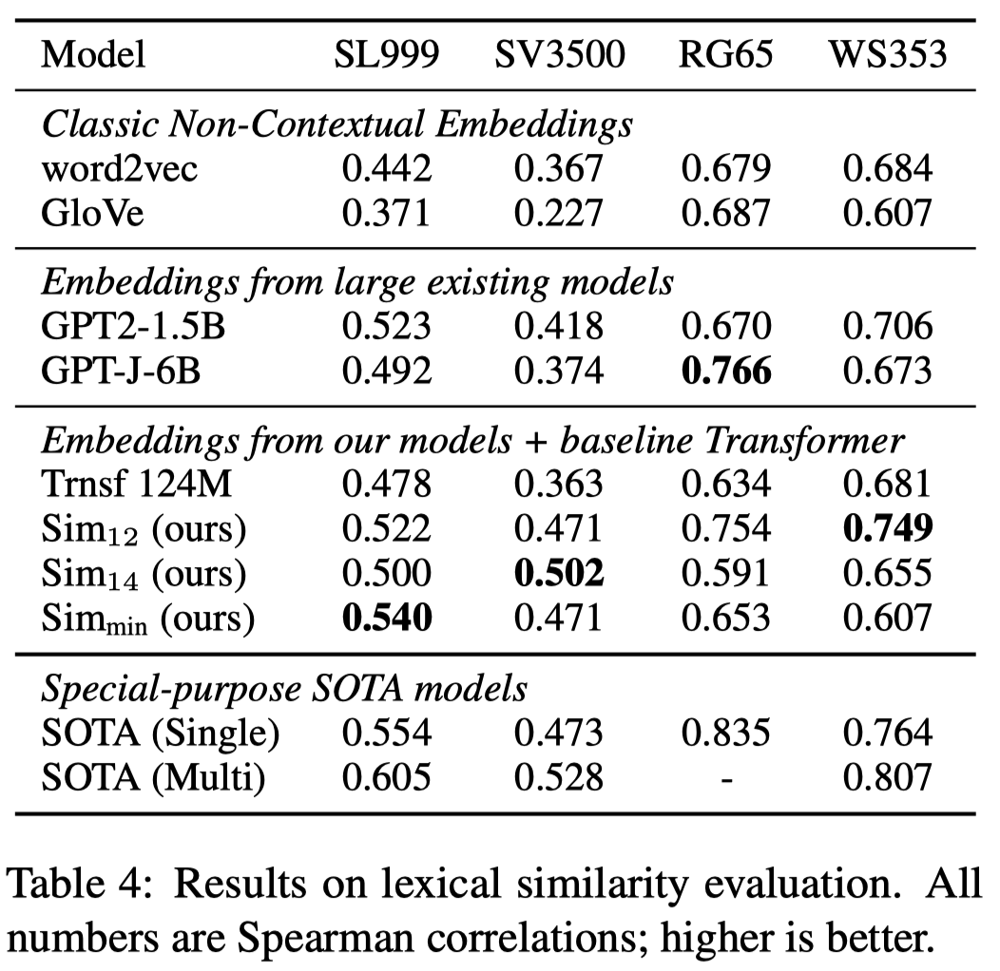 Model SL999 SV3500 RG65 WS353
Classic Non-Contextual Embeddings
word2vec 0.442 0.367 0.679 0.684
GloVe 0.371 0.227 0.687 0.607
Embeddings from large existing models
GPT2-1.5B 0.523 0.418 0.670 0.706
GPT-J-6B 0.492 0.374 0.766 0.673
Embeddings from our models + baseline Transformer
Trnsf 124M 0.478 0.363 0.634 0.681
Sim₁₂ (ours) 0.522 0.471 0.754 0.749
Sim₁₄ (ours) 0.500 0.502 0.591 0.655
Simmin (ours) 0.540 0.471 0.653 0.607
Special-purpose SOTA models
SOTA (Single) 0.554 0.473 0.835 0.764
SOTA (Multi) 0.605 0.528 - 0.807
Table 4: Results on lexical similarity evaluation. All
numbers are Spearman correlations; higher is better.